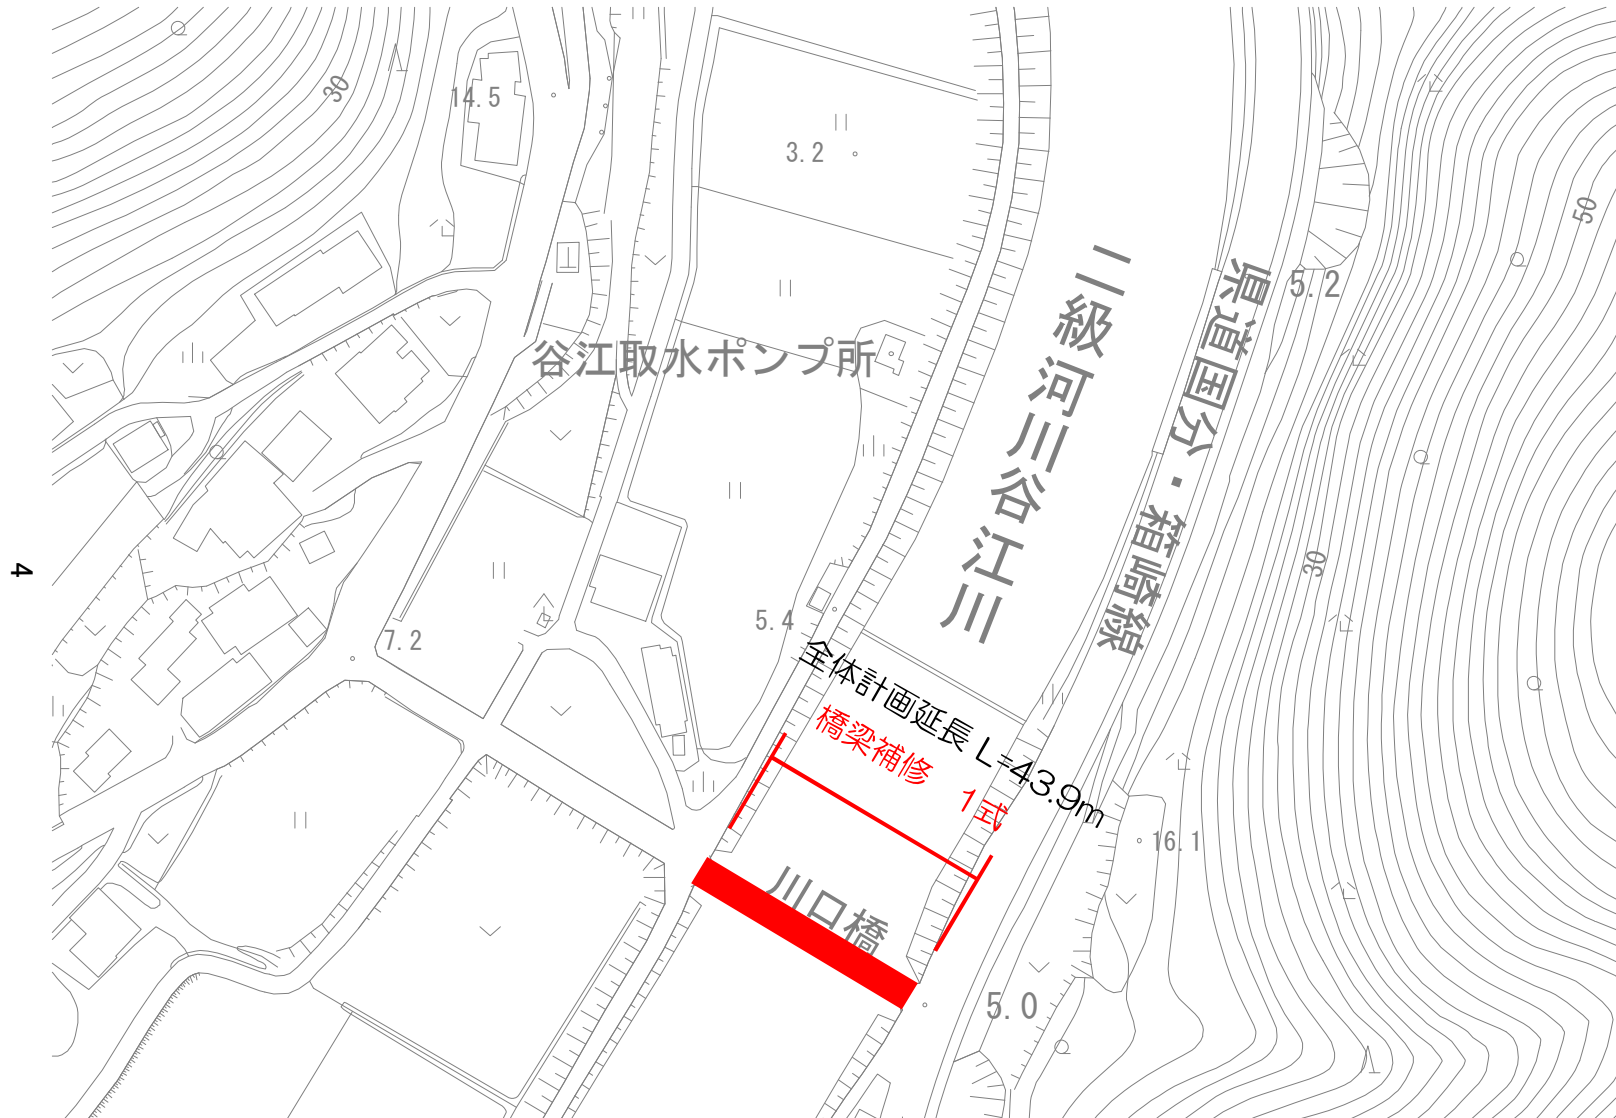 30
14.5
3.2
50
5.2
二級河川谷江川
県道国分・箱崎線
谷江取水ポンプ所
30
4
5.4
7.2
全体計画延長 L=43.9m
橋梁補修　1式
16.1
川口橋
5.0